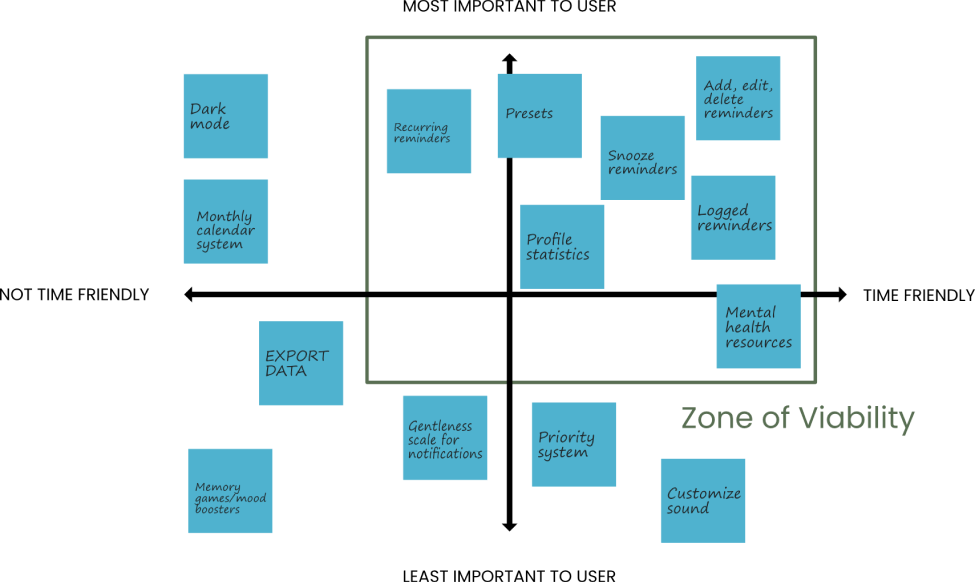 MOST IMPORTANT TO USER
Dark
mode
Recurring
reminders
Presets
Add, edit,
delete
reminders
Snooze
reminders
Monthly
calendar
system
Profile
statistics
Logged
reminders
NOT TIME FRIENDLY
TIME FRIENDLY
Mental
health
resources
EXPORT
DATA
Zone of Viability
Gentleness
scale for
notifications
Priority
system
Memory
games/mood
boosters
Customize
sound
LEAST IMPORTANT TO USER